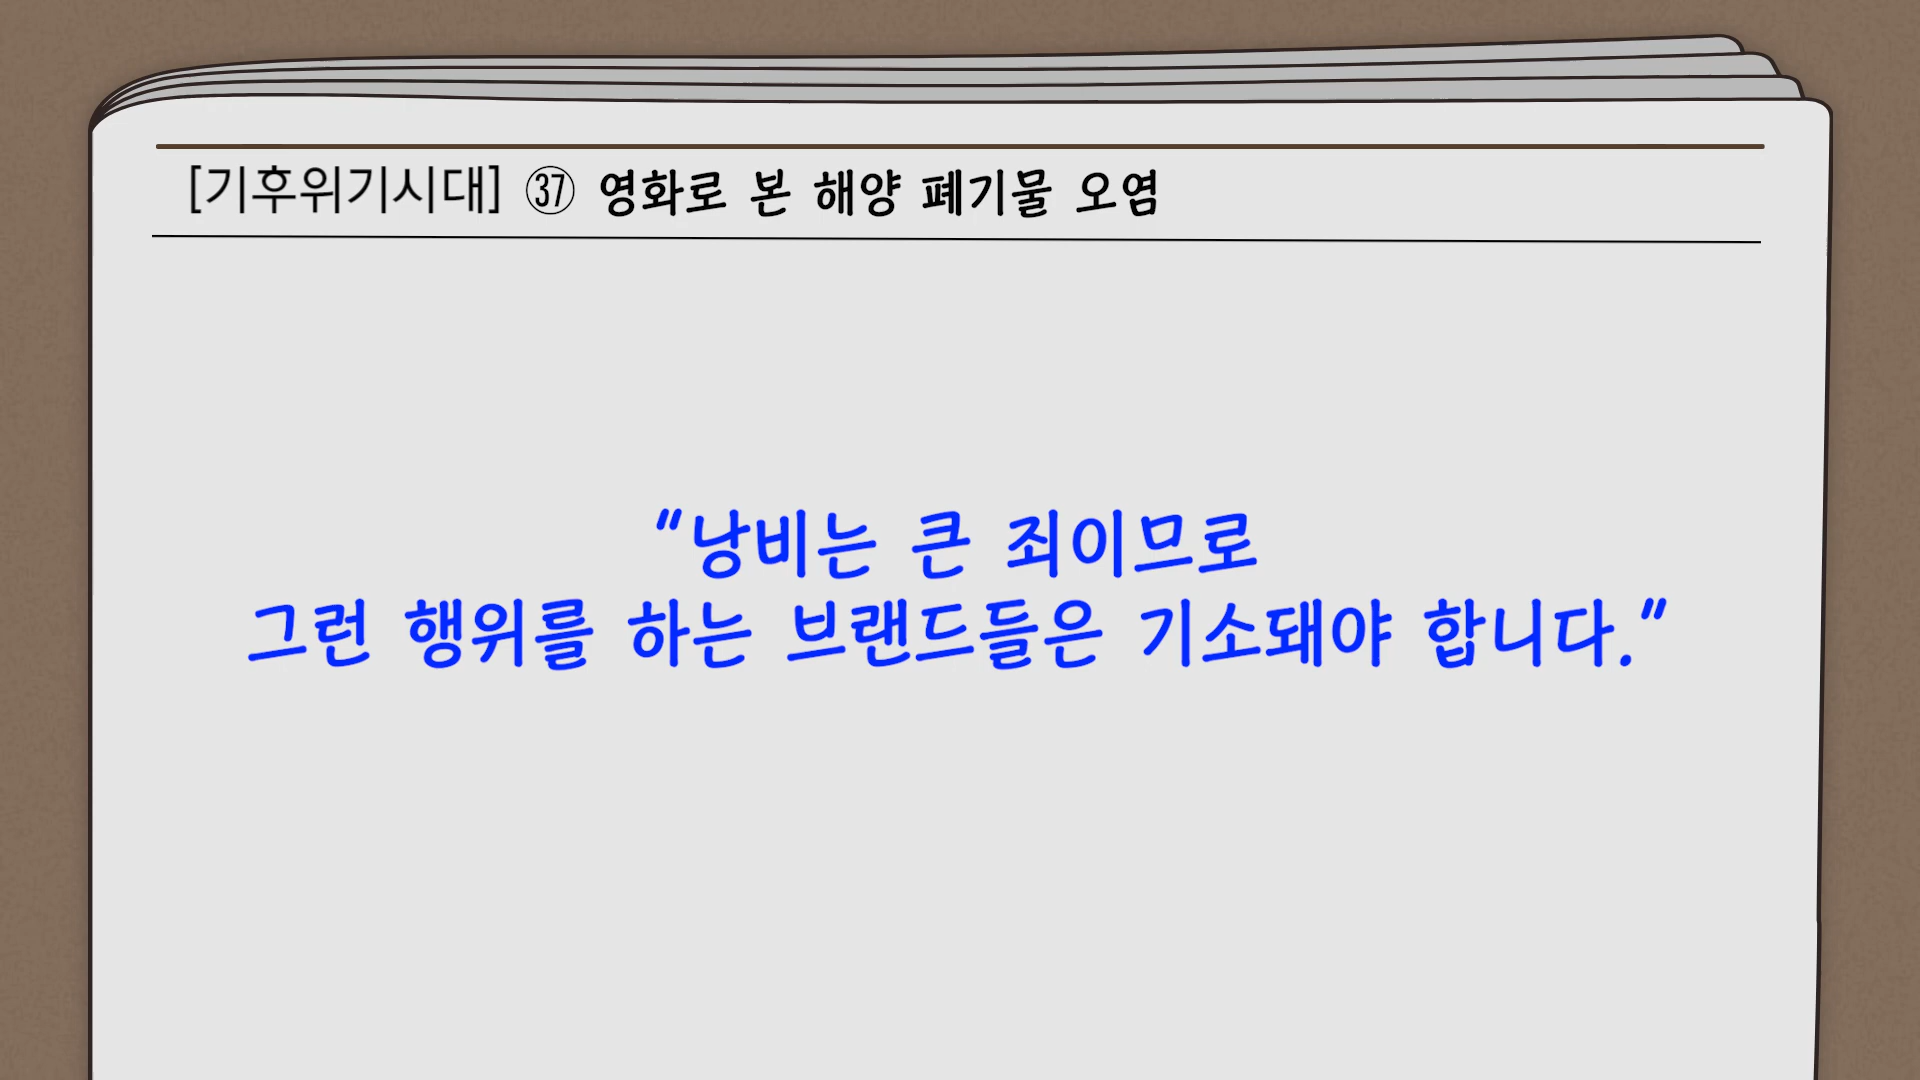 [기후위기시대] ㊲ 영화로 본 해양 폐기물 오염
"낭비는 큰 죄이므로
그런 행위를 하는 브랜드들은 기소돼야 합니다."